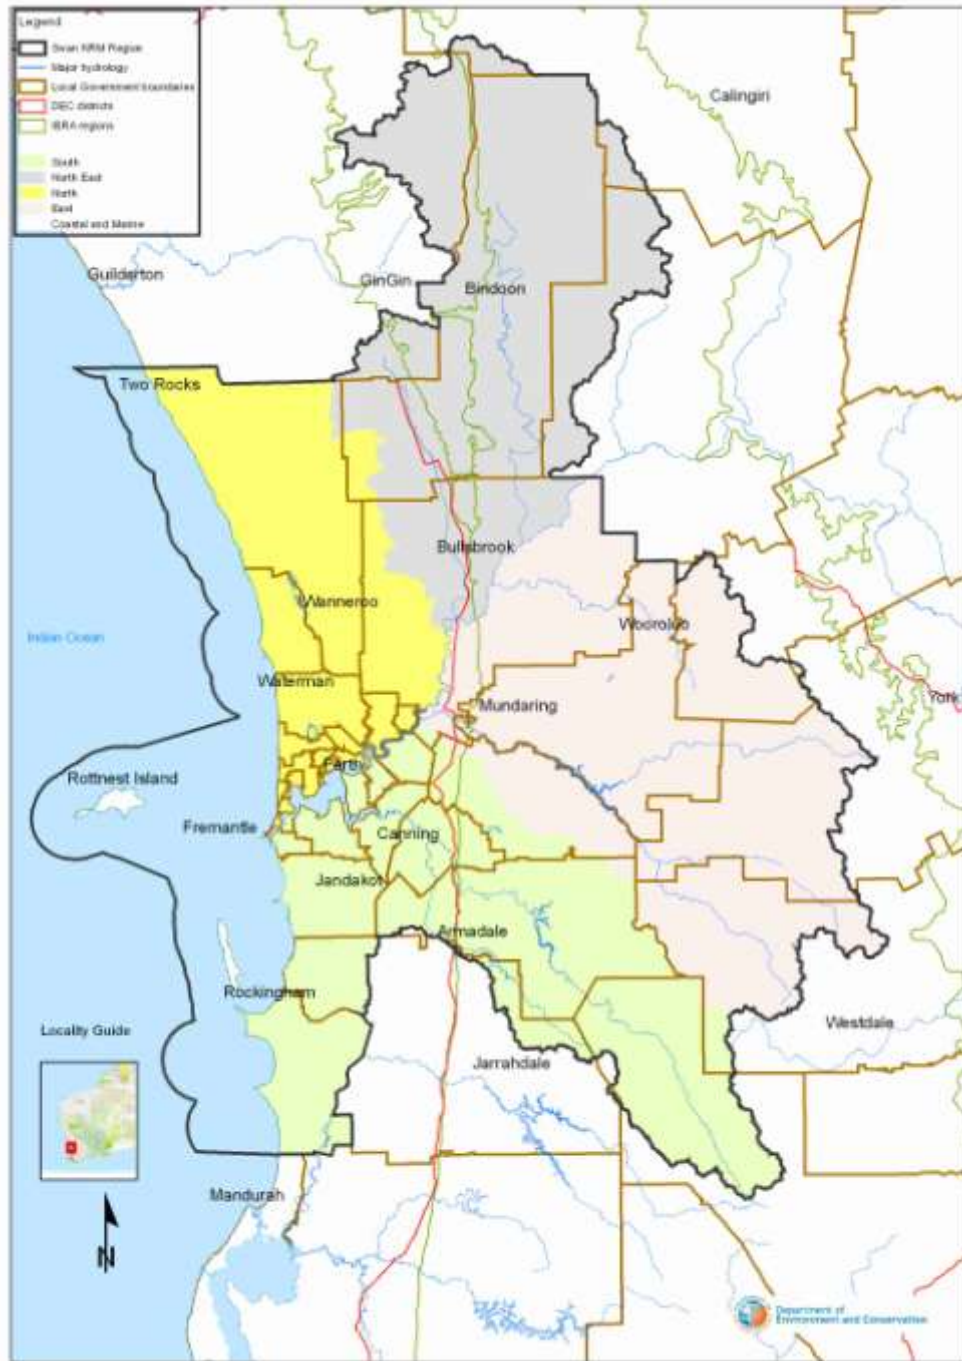 Legend
Swan NRM Region
Major hydrology
Local Government boundaries
DEC districts
IBRA regions
South
North East
North
East
Coastal and Marine
Calingiri
Guilderton
GinGin
Bindoon
Two Rocks
Bullsbrook
Wanneroo
Wooroloo
Indian Ocean
Waterman
York
Mundaring
Perth
Rottnest Island
Fremantle
Canning
Jandakot
Armadale
Rockingham
Westdale
Locality Guide
Jarrahdale
Mandurah
N
Department of
Environment and Conservation